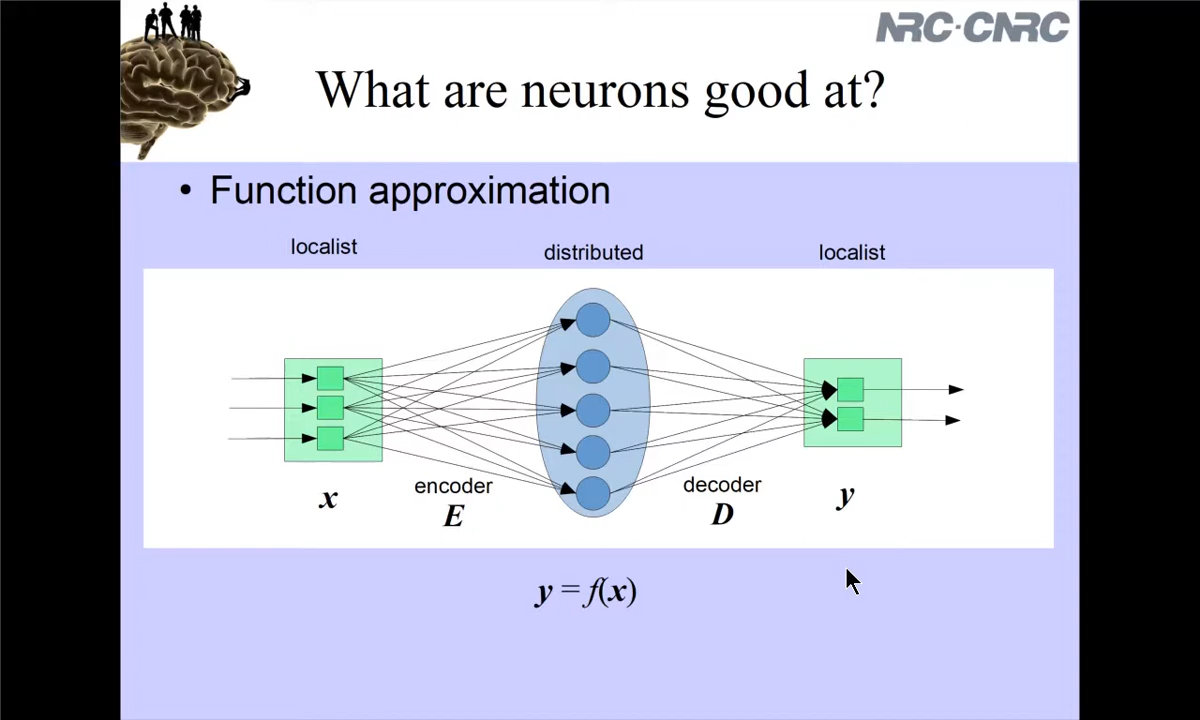 NRC·CNRC
What are neurons good at?
• Function approximation
localist distributed localist
x encoder decoder y
E D
y = f(x)